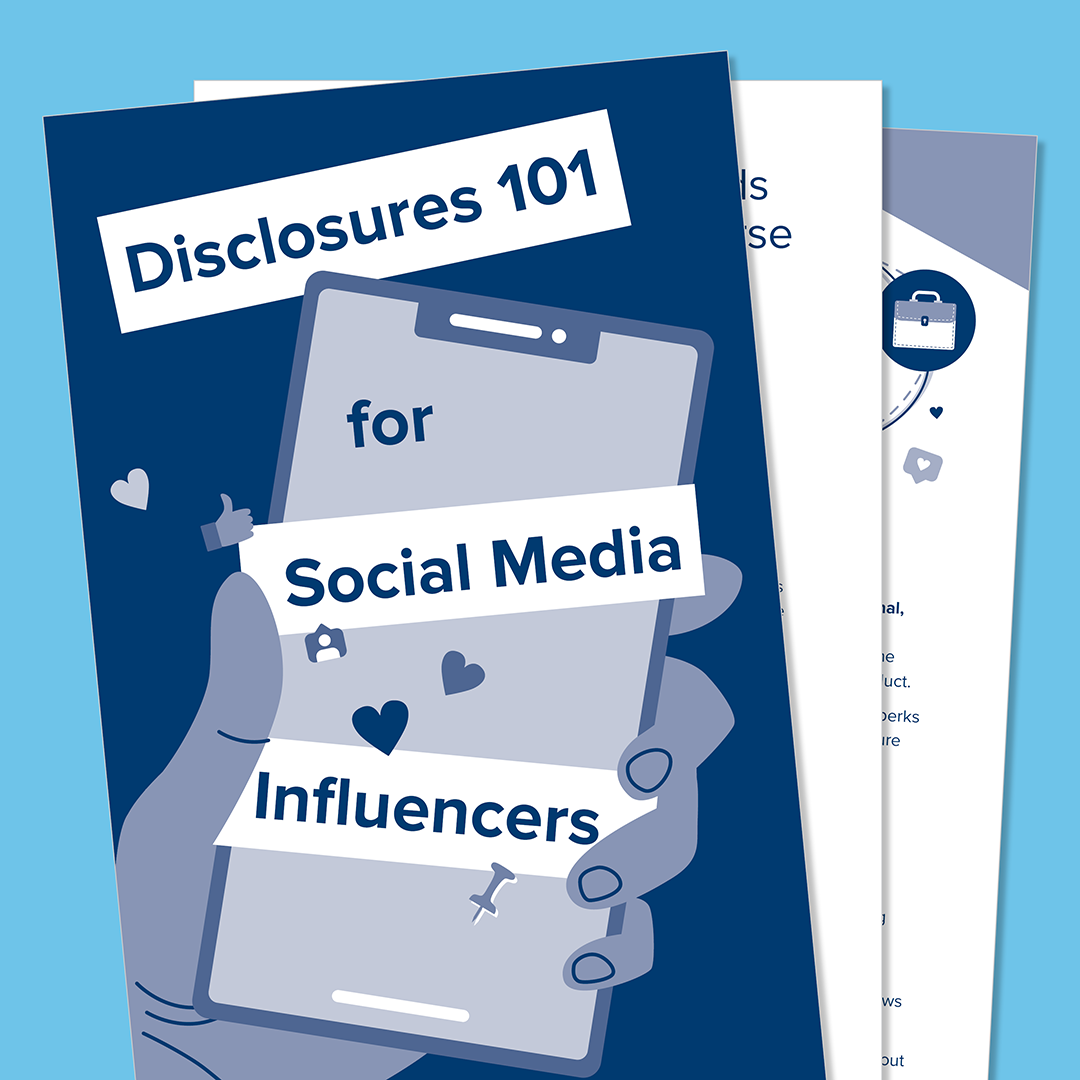 Disclosures 101
for
Social Media
Influencers